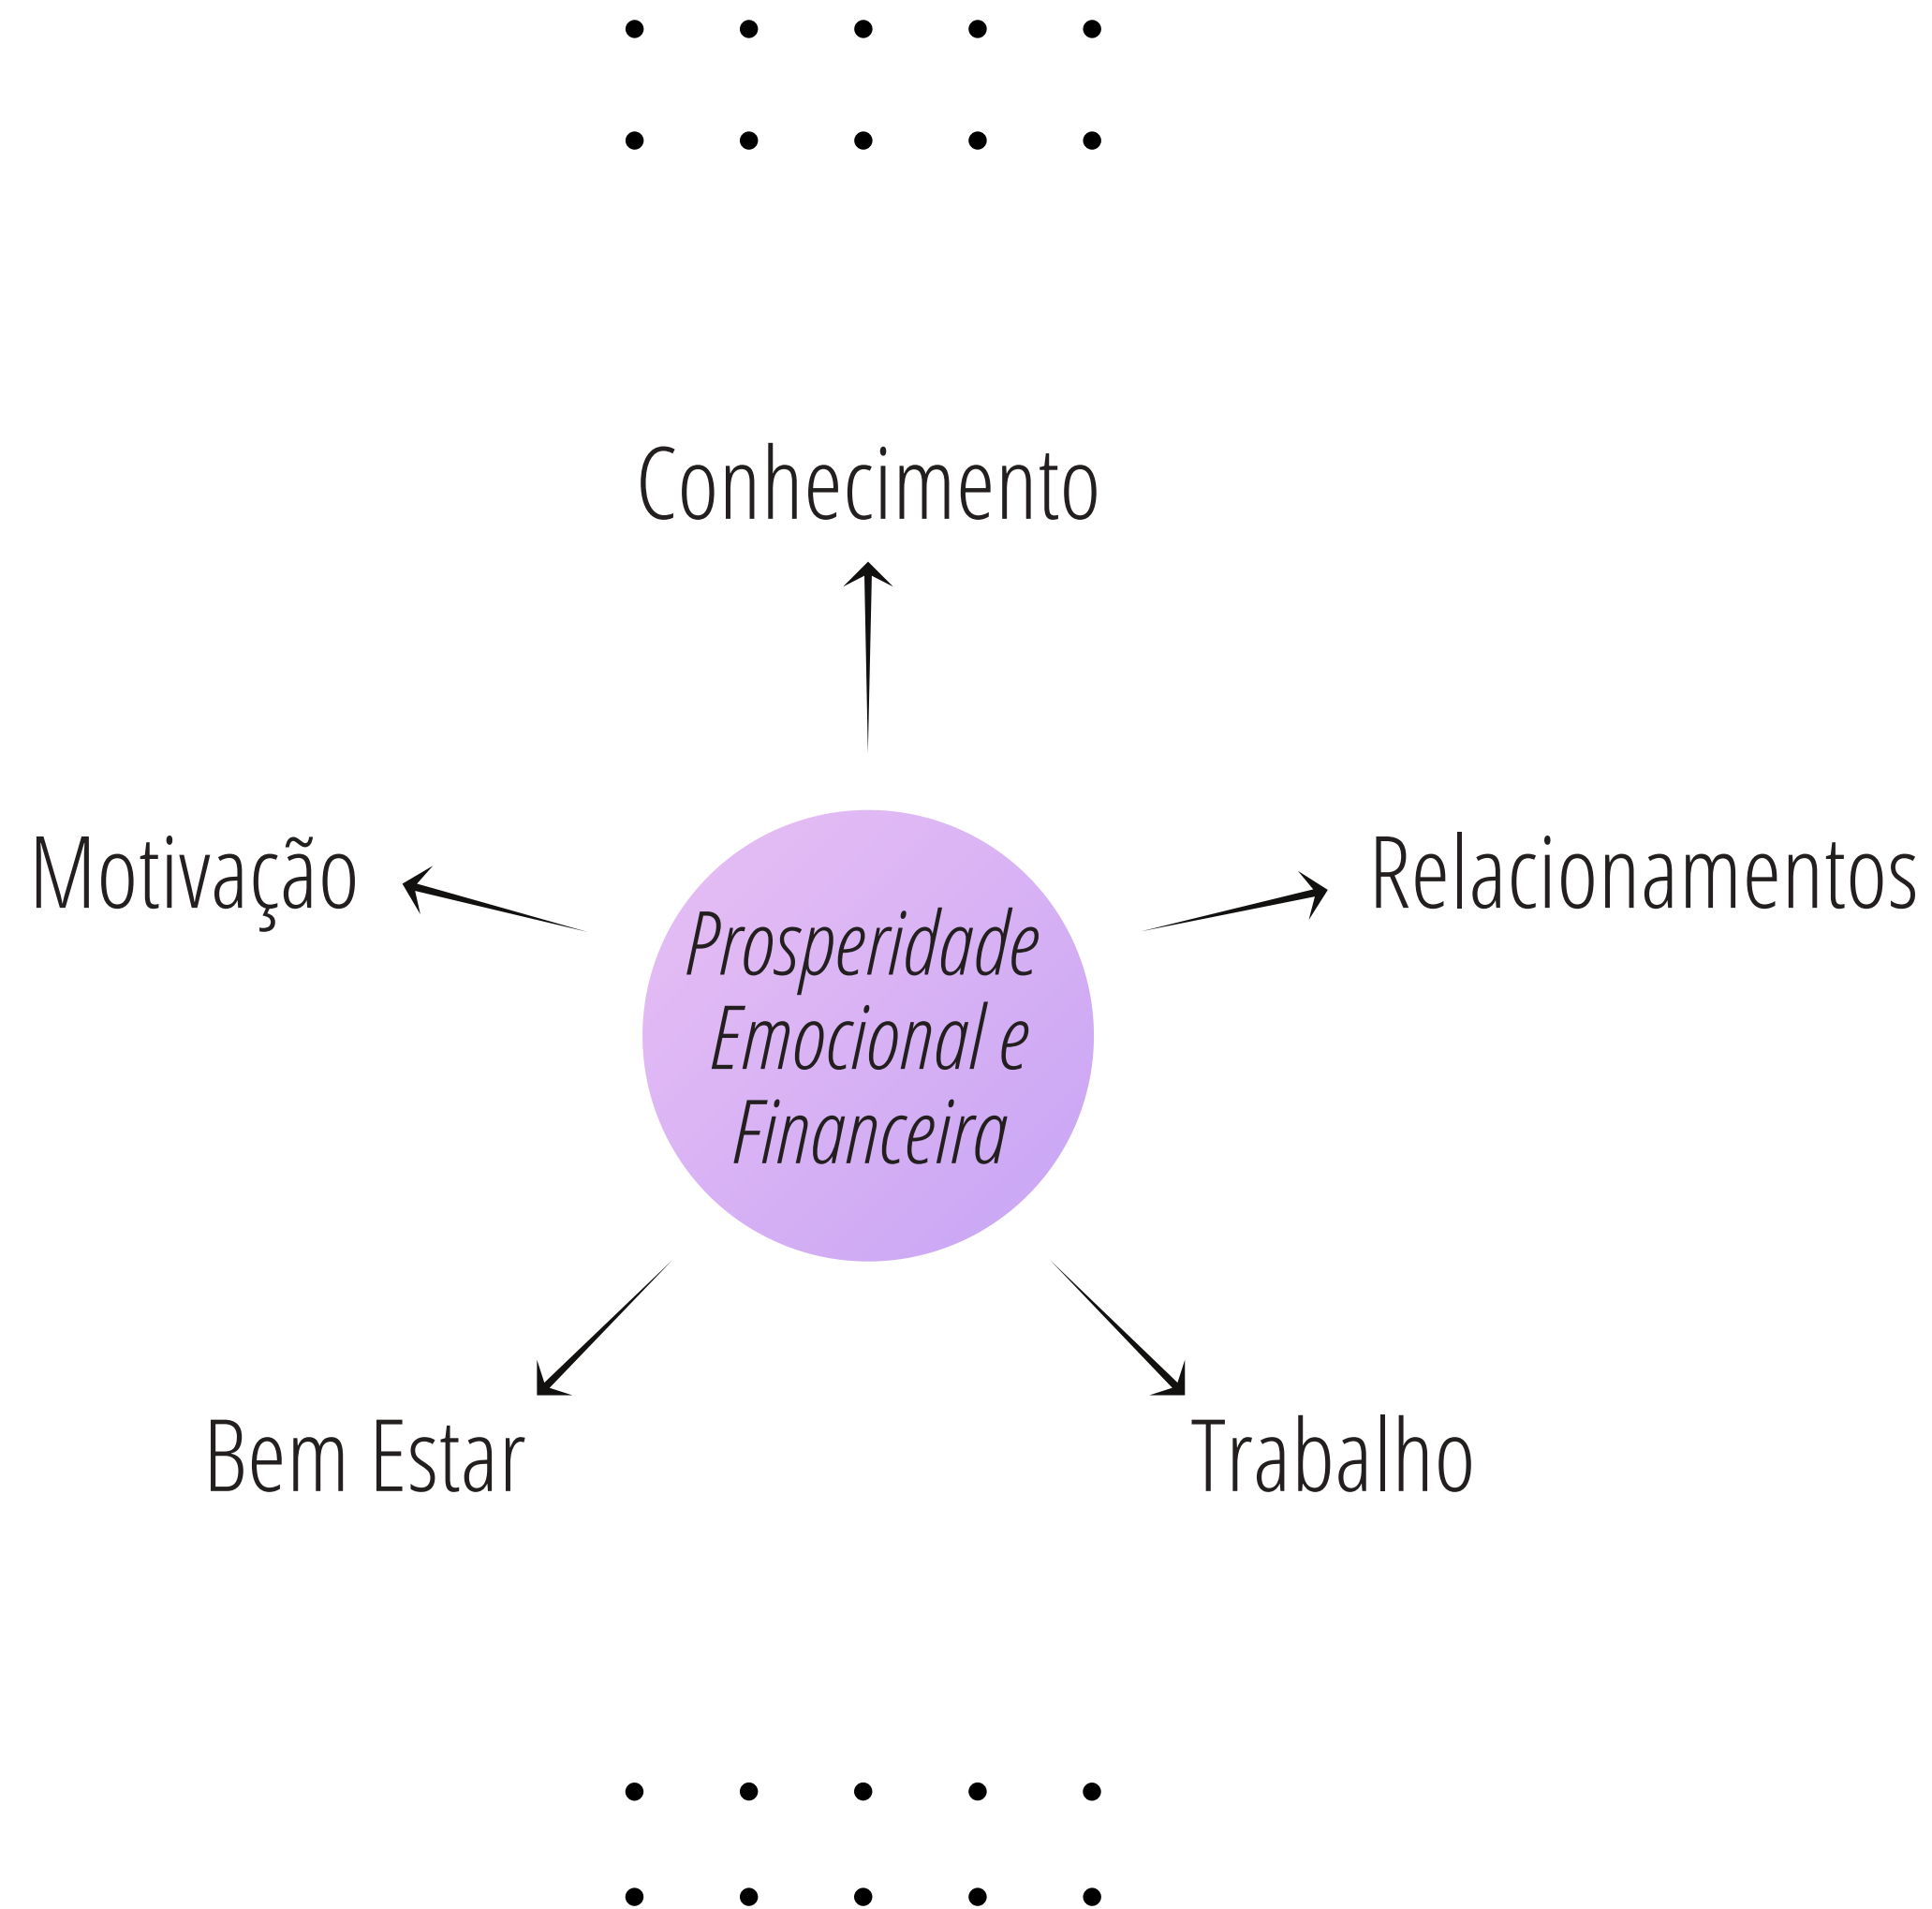 Conhecimento
Motivação
Relacionamentos
Prosperidade
Emocional e
Financeira
Bem Estar
Trabalho